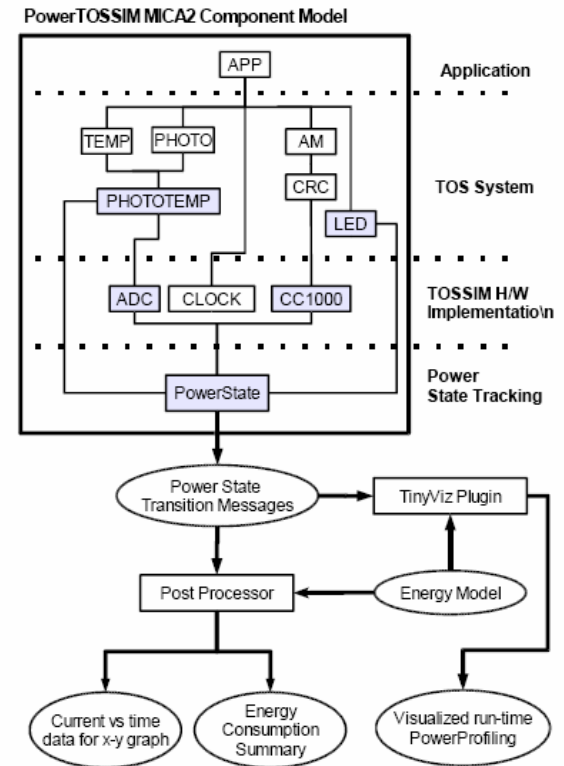 PowerTOSSIM MICA2 Component Model
APP
Application
TEMP
PHOTO
AM
CRC
TOS System
PHOTOTEMP
LED
ADC
CLOCK
CC1000
TOSSIM H/W
Implementatio\n
PowerState
Power
State Tracking
Power State
Transition Messages
TinyViz Plugin
Post Processor
Energy Model
Current vs time
data for x-y graph
Energy
Consumption
Summary
Visualized run-time
PowerProfiling